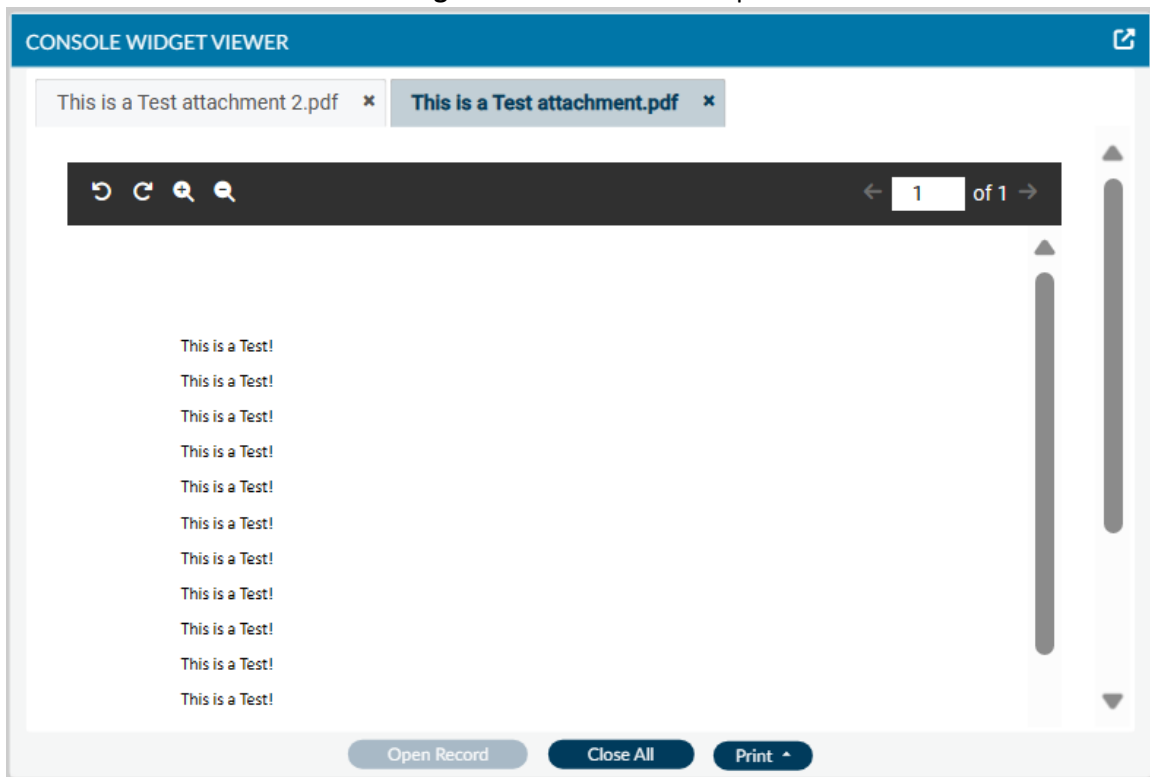 CONSOLE WIDGET VIEWER
This is a Test attachment 2.pdf × This is a Test attachment.pdf ×
1 of 1
This is a Test!
This is a Test!
This is a Test!
This is a Test!
This is a Test!
This is a Test!
This is a Test!
This is a Test!
This is a Test!
This is a Test!
This is a Test!
Open Record Close All Print